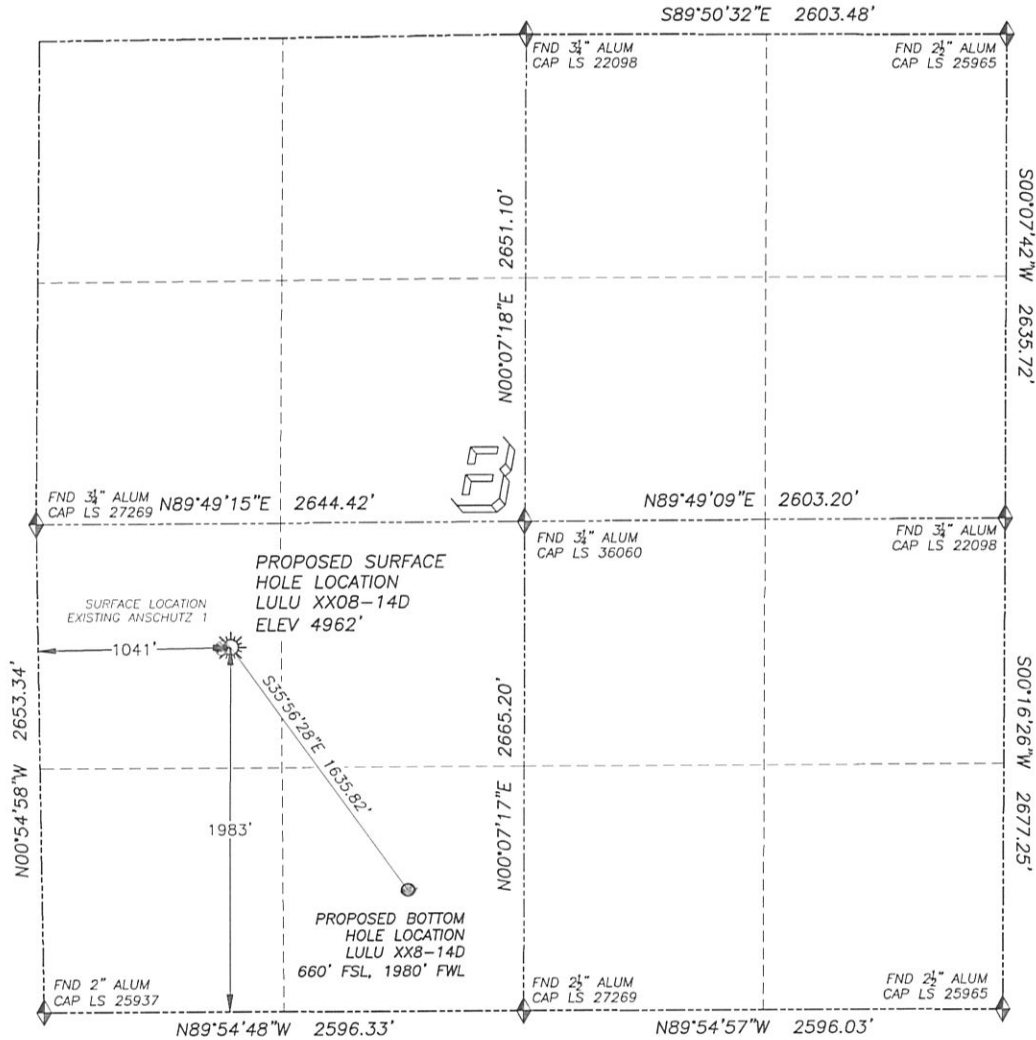 S89°50'32"E 2603.48'
FND 3¼" ALUM
CAP LS 22098
FND 2½" ALUM
CAP LS 25965
N00°07'18"E 2651.10'
S00°07'42"W 2635.72'
FND 3¼" ALUM
CAP LS 27269
N89°49'15"E 2644.42'
N89°49'09"E 2603.20'
FND 3¼" ALUM
CAP LS 36060
FND 3¼" ALUM
CAP LS 22098
PROPOSED SURFACE
HOLE LOCATION
LULU XX08-14D
ELEV 4962'
SURFACE LOCATION
EXISTING ANSCHUTZ 1
1041'
N00°54'58"W 2653.34'
S35°56'28"E 1635.82'
N00°07'17"E 2665.20'
S00°16'26"W 2677.25'
1983'
PROPOSED BOTTOM
HOLE LOCATION
LULU XX8-14D
660' FSL, 1980' FWL
FND 2" ALUM
CAP LS 25937
FND 2½" ALUM
CAP LS 27269
FND 2½" ALUM
CAP LS 25965
N89°54'48"W 2596.33'
N89°54'57"W 2596.03'